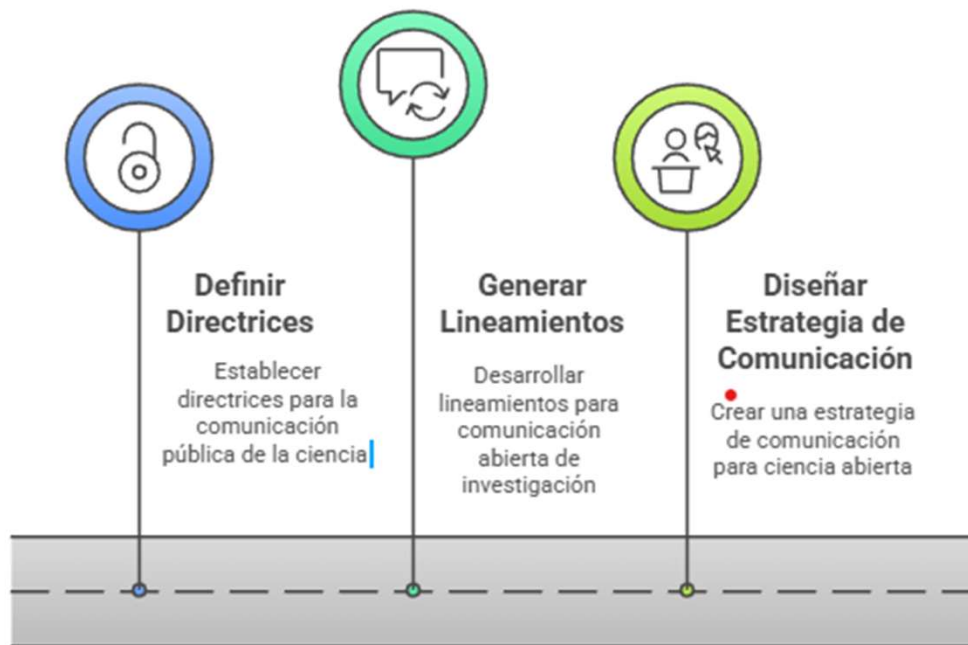 Definir
Directrices
Establecer
directrices para la
comunicación
pública de la ciencia
Generar
Lineamientos
Desarrollar
lineamientos para
comunicación
abierta de
investigación
Diseñar
Estrategia de
Comunicación
Crear una estrategia
de comunicación
para ciencia abierta